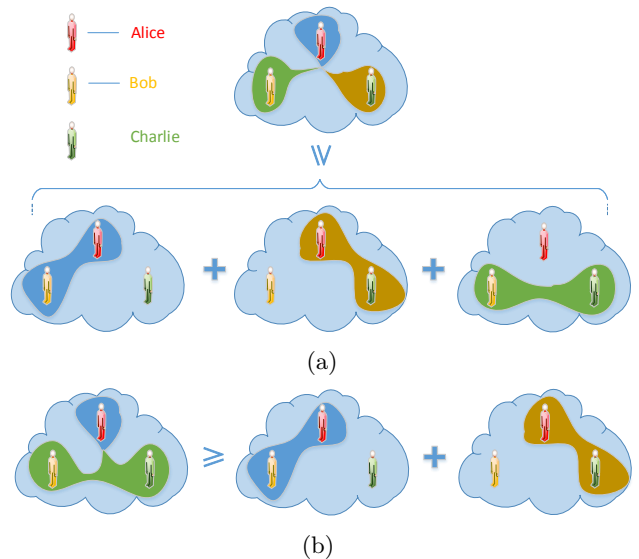 Alice
Bob
Charlie
≥
+ +
(a)
≥ +
(b)